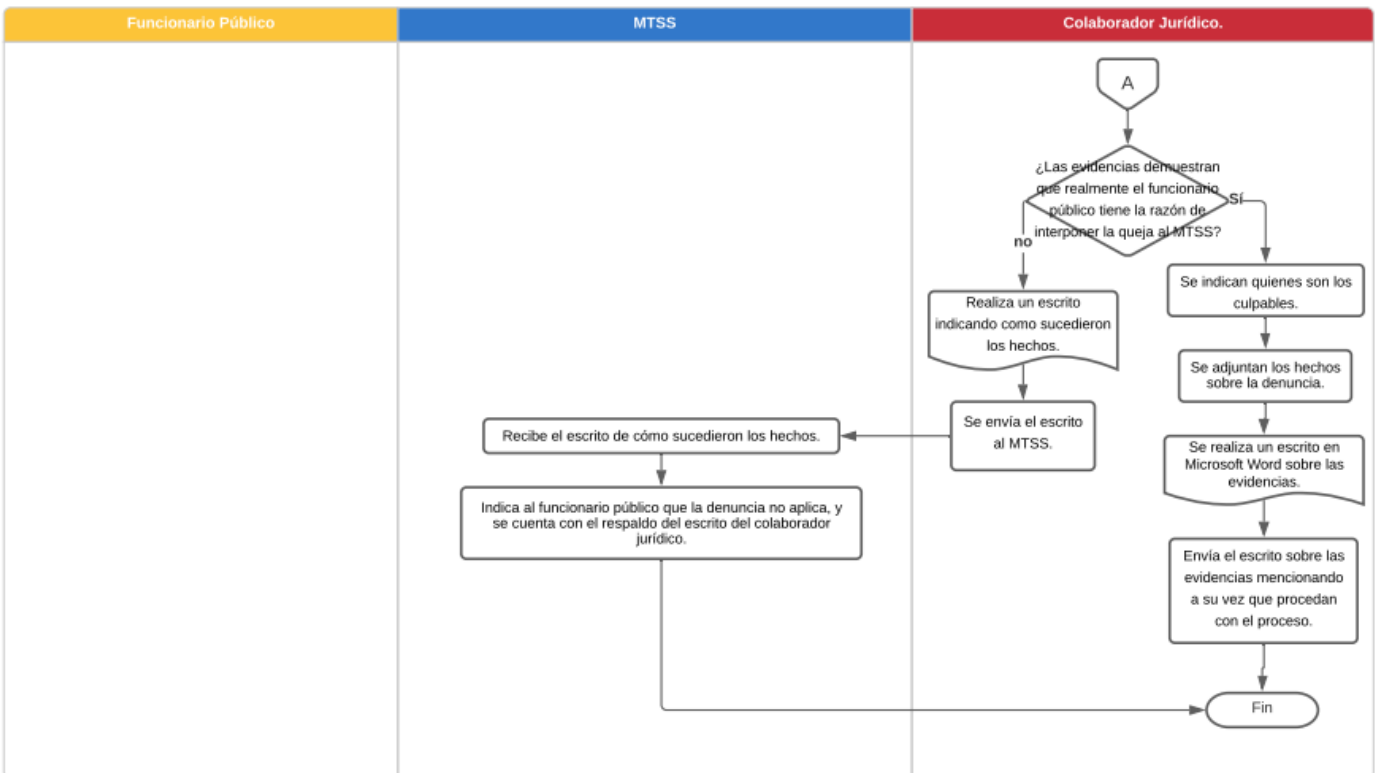 Funcionario Público
MTSS
Colaborador Jurídico.
A
¿Las evidencias demuestran
que realmente el funcionario
público tiene la razón de
interponer la queja al MTSS?
Sí
no
Se indican quienes son los
culpables.
Realiza un escrito
indicando como sucedieron
los hechos.
Se adjuntan los hechos
sobre la denuncia.
Se envía el escrito
al MTSS.
Recibe el escrito de cómo sucedieron los hechos.
Se realiza un escrito en
Microsoft Word sobre las
evidencias.
Indica al funcionario público que la denuncia no aplica, y
se cuenta con el respaldo del escrito del colaborador
jurídico.
Envía el escrito sobre las
evidencias mencionando
a su vez que procedan
con el proceso.
Fin